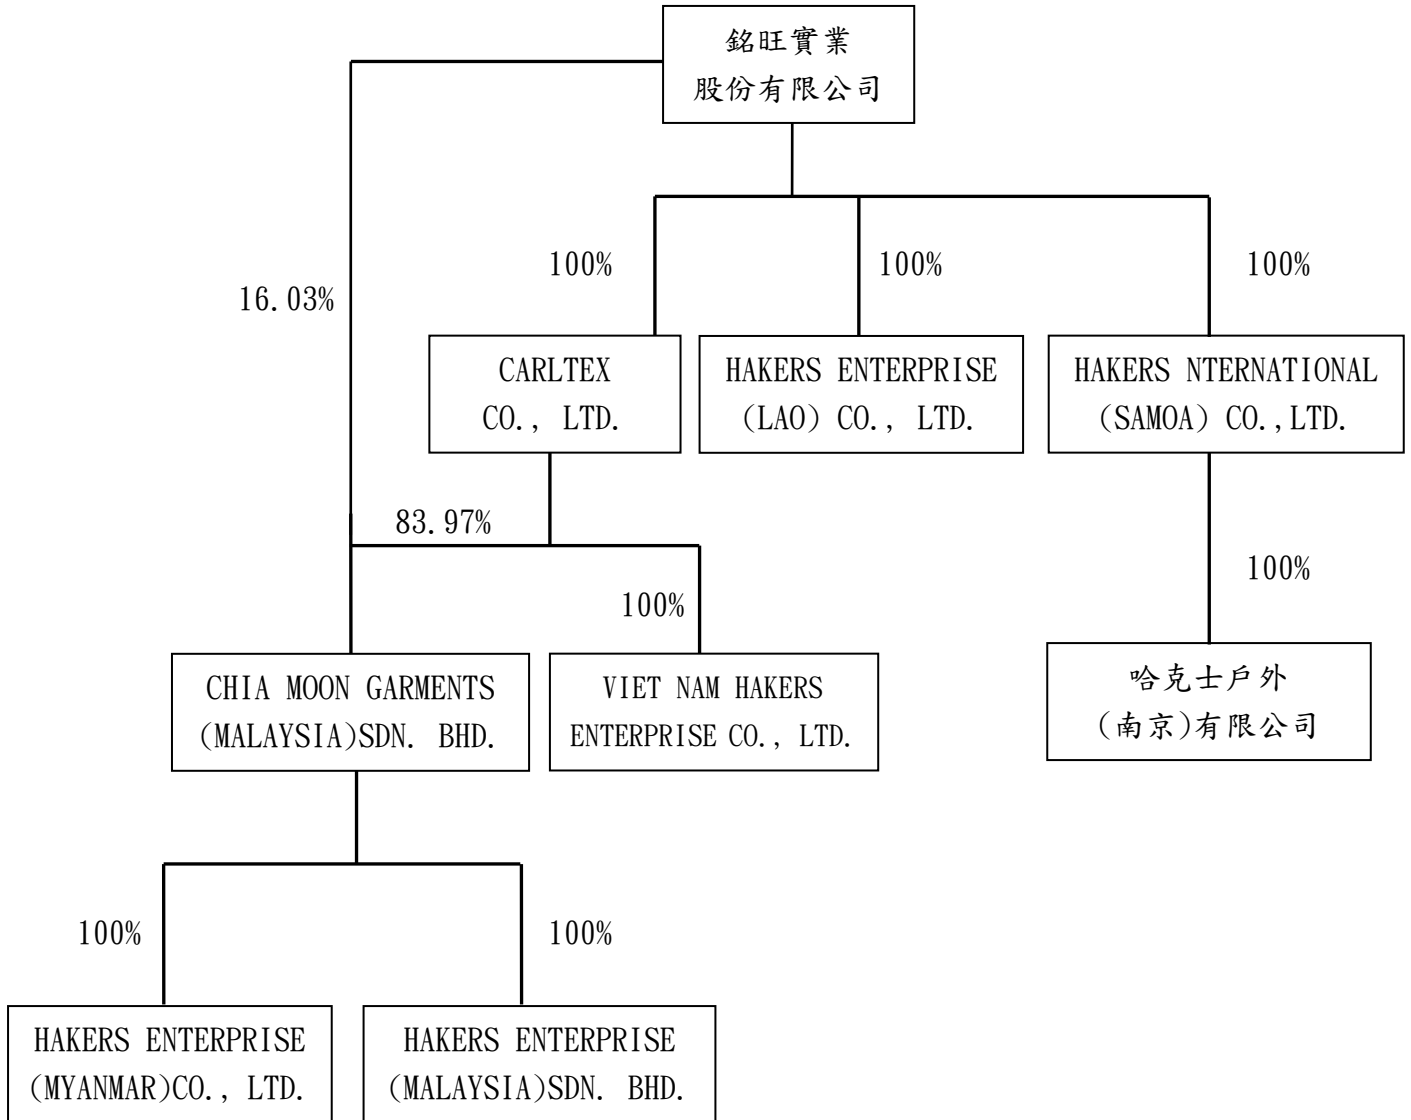 銘旺實業
股份有限公司
100%
100%
100%
16.03%
CARLTEX
CO., LTD.
HAKERS ENTERPRISE
(LAO) CO., LTD.
HAKERS NTERNATIONAL
(SAMOA) CO.,LTD.
83.97%
100%
100%
CHIA MOON GARMENTS
(MALAYSIA)SDN. BHD.
VIET NAM HAKERS
ENTERPRISE CO., LTD.
哈克士戶外
(南京)有限公司
100%
100%
HAKERS ENTERPRISE
(MYANMAR)CO., LTD.
HAKERS ENTERPRISE
(MALAYSIA)SDN. BHD.